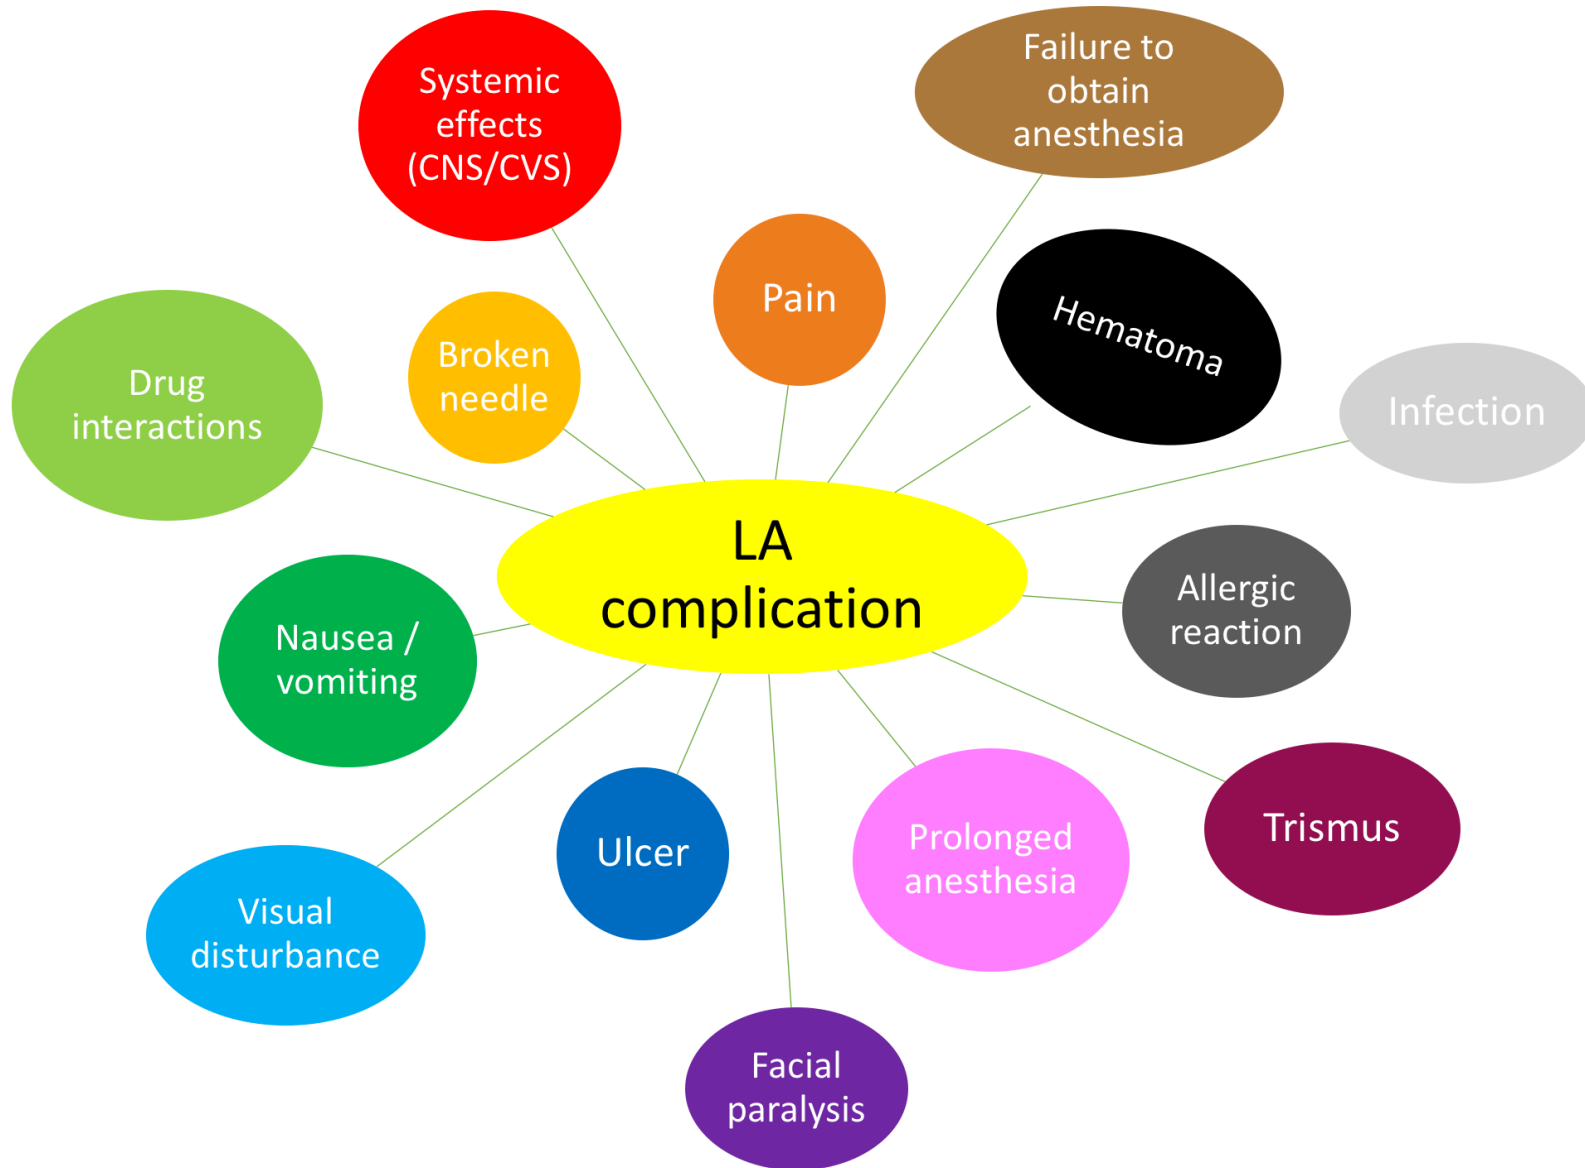 Systemic
effects
(CNS/CVS)
Failure to
obtain
anesthesia
Pain
Hematoma
Broken
needle
Drug
interactions
Infection
LA
complication
Allergic
reaction
Nausea /
vomiting
Ulcer
Prolonged
anesthesia
Trismus
Visual
disturbance
Facial
paralysis